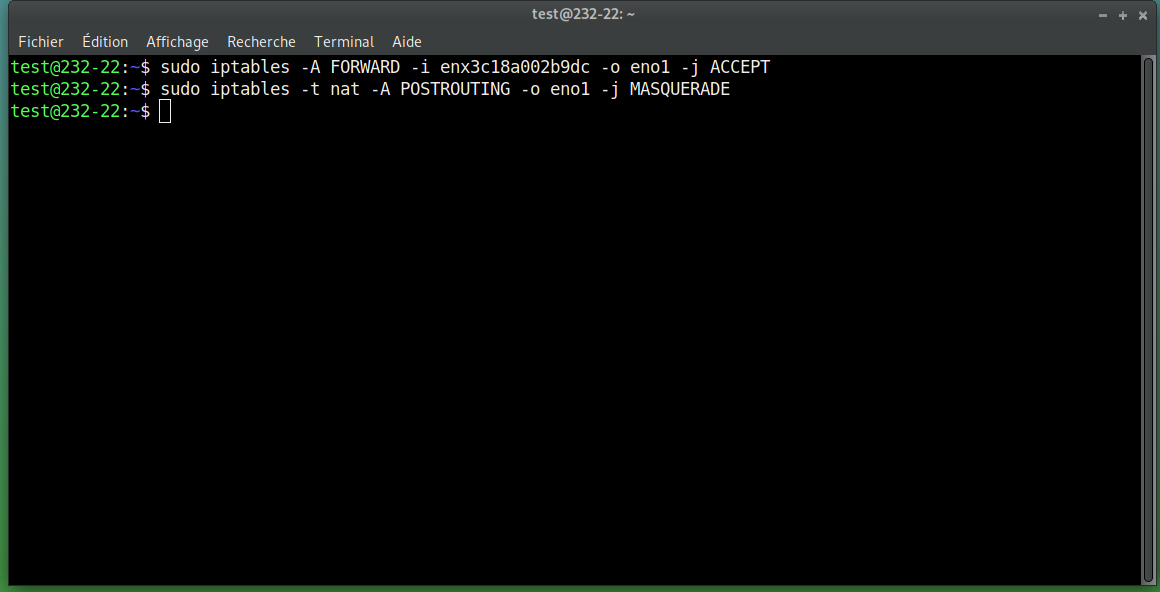 test@232-22: ~
Fichier Édition Affichage Recherche Terminal Aide
test@232-22:~$ sudo iptables -A FORWARD -i enx3c18a002b9dc -o eno1 -j ACCEPT
test@232-22:~$ sudo iptables -t nat -A POSTROUTING -o eno1 -j MASQUERADE
test@232-22:~$